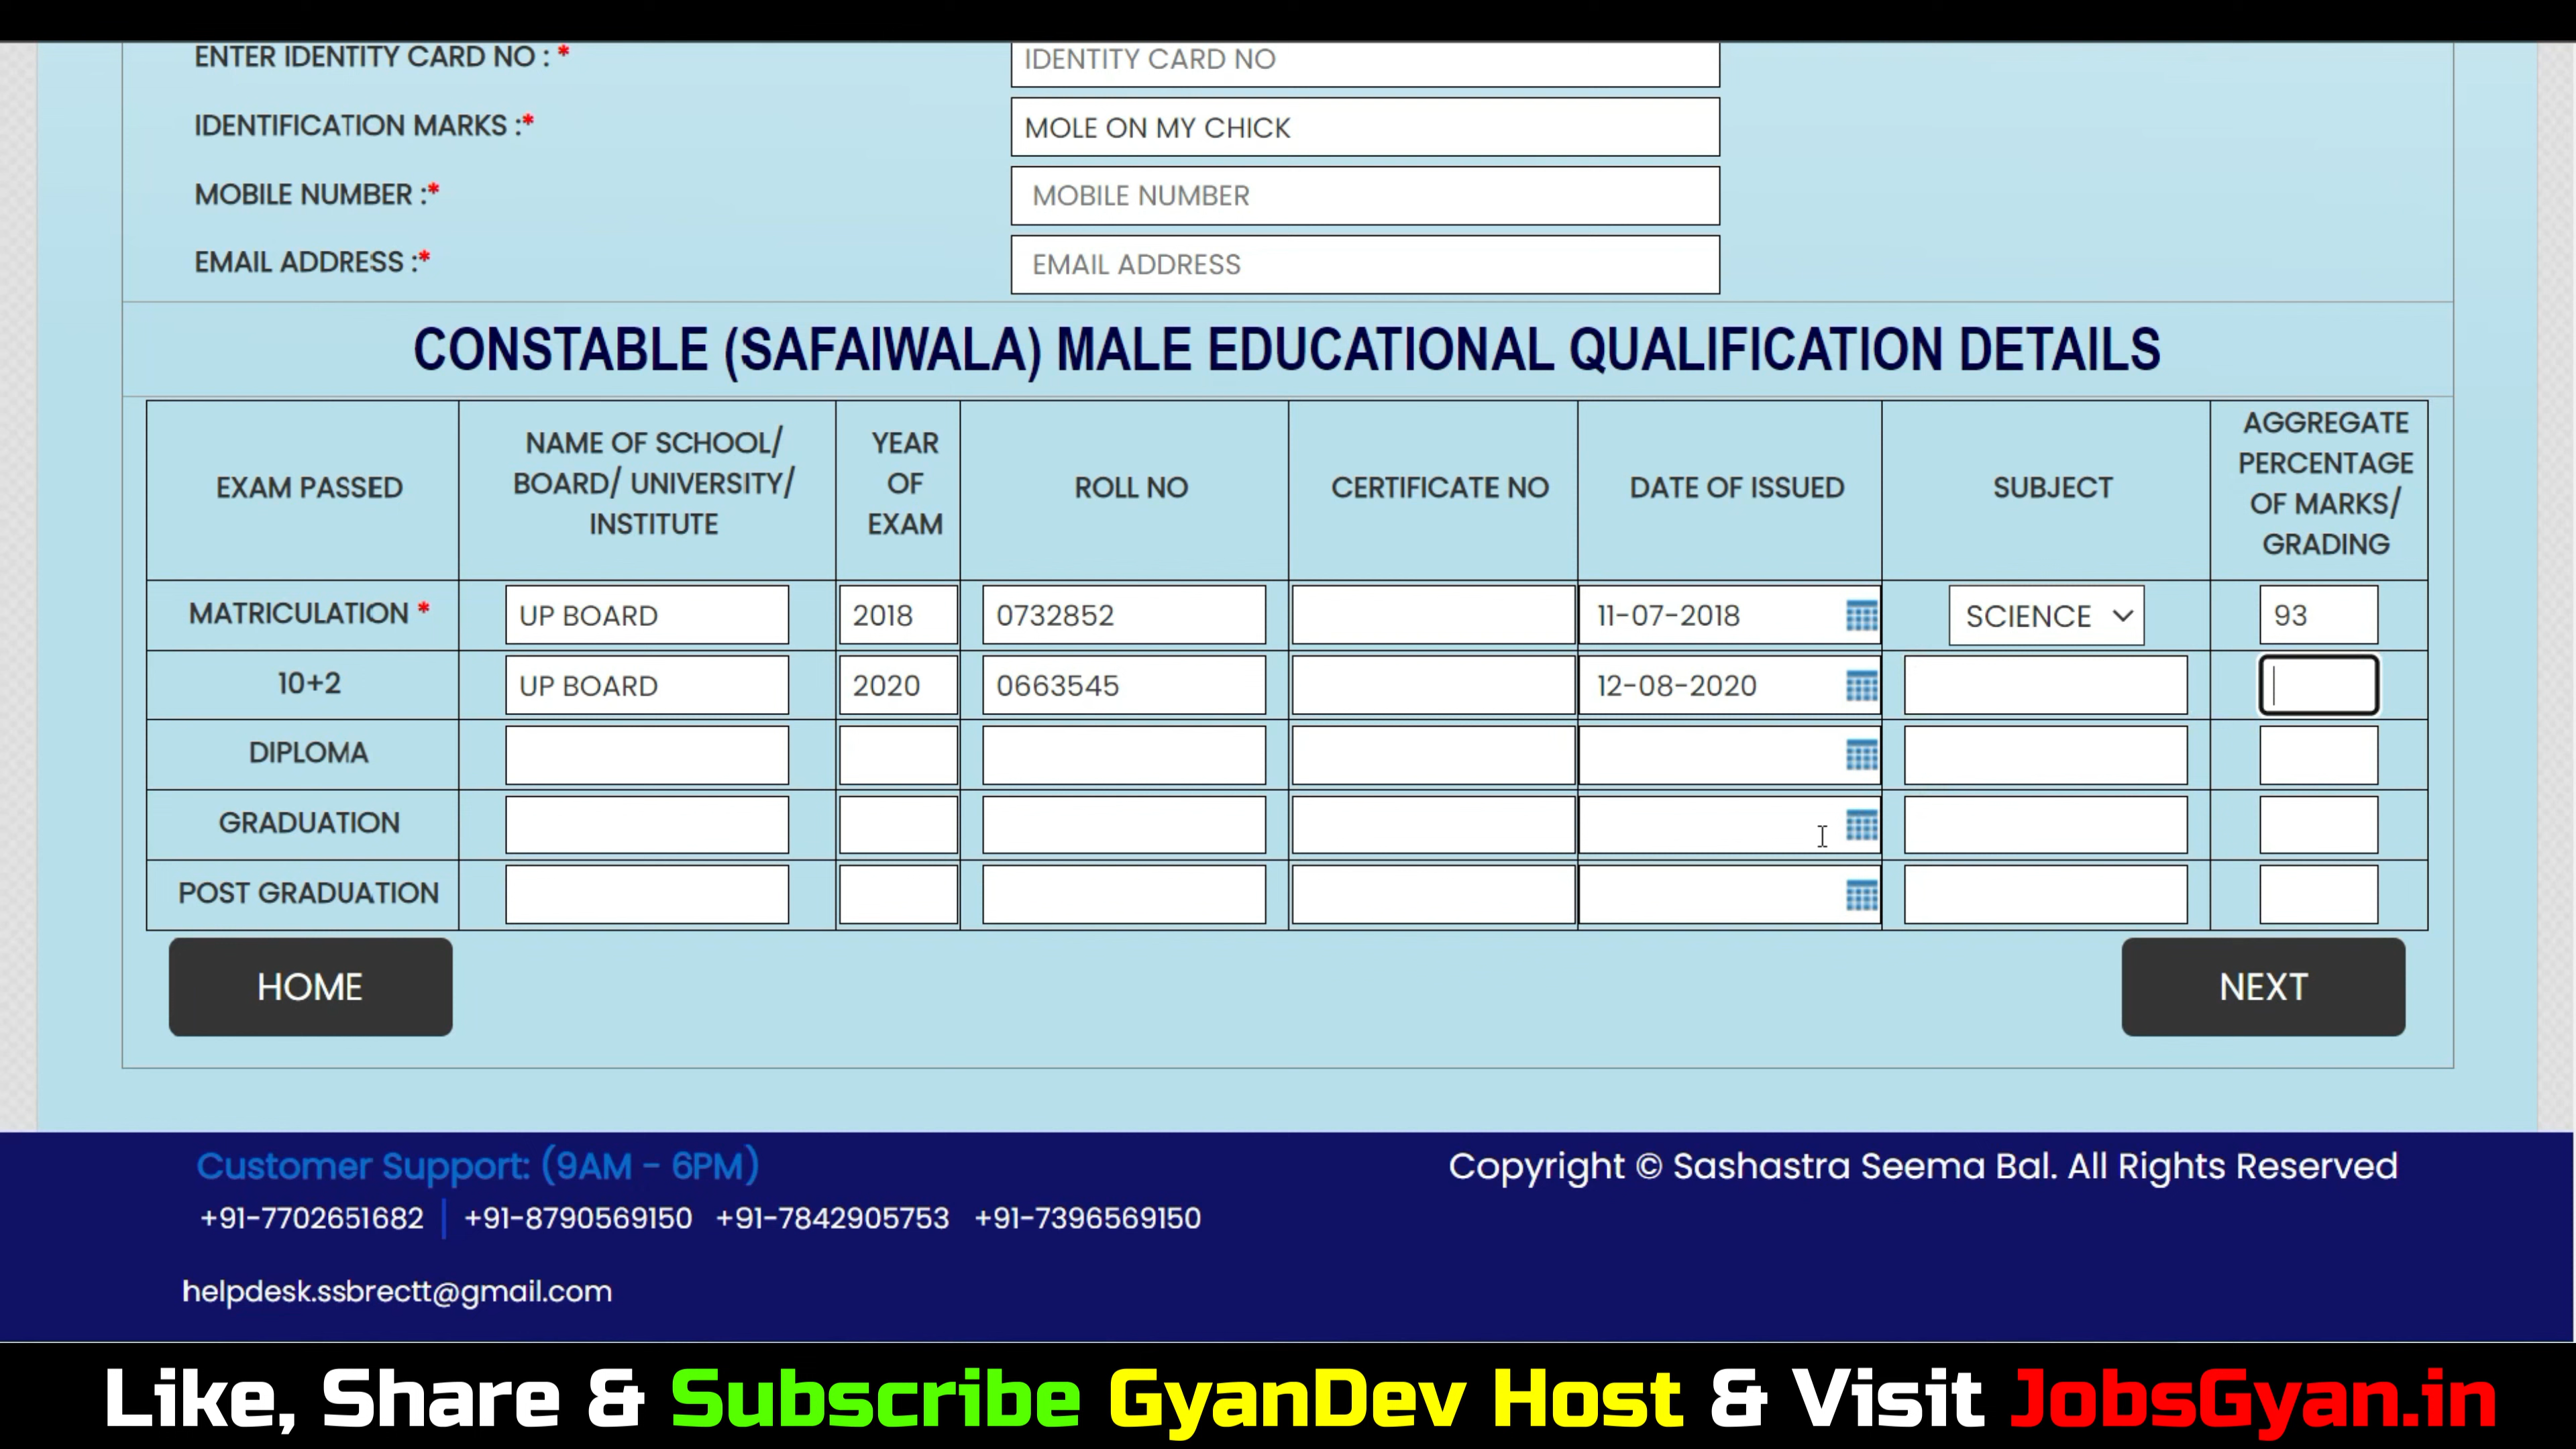 ENTER IDENTITY CARD NO : *
IDENTITY CARD NO
IDENTIFICATION MARKS :*
MOLE ON MY CHICK
MOBILE NUMBER :*
MOBILE NUMBER
EMAIL ADDRESS :*
EMAIL ADDRESS
CONSTABLE (SAFAIWALA) MALE EDUCATIONAL QUALIFICATION DETAILS
EXAM PASSED
NAME OF SCHOOL/
BOARD/ UNIVERSITY/
INSTITUTE
YEAR
OF
EXAM
ROLL NO
CERTIFICATE NO
DATE OF ISSUED
SUBJECT
AGGREGATE
PERCENTAGE
OF MARKS/
GRADING
MATRICULATION * UP BOARD 2018 0732852 11-07-2018 SCIENCE 93
10+2 UP BOARD 2020 0663545 12-08-2020
DIPLOMA
GRADUATION
POST GRADUATION
HOME
NEXT
Customer Support: (9AM - 6PM)
Copyright © Sashastra Seema Bal. All Rights Reserved
+91-7702651682 | +91-8790569150 +91-7842905753 +91-7396569150
helpdesk.ssbrectt@gmail.com
Like, Share & Subscribe GyanDev Host & Visit JobsGyan.in